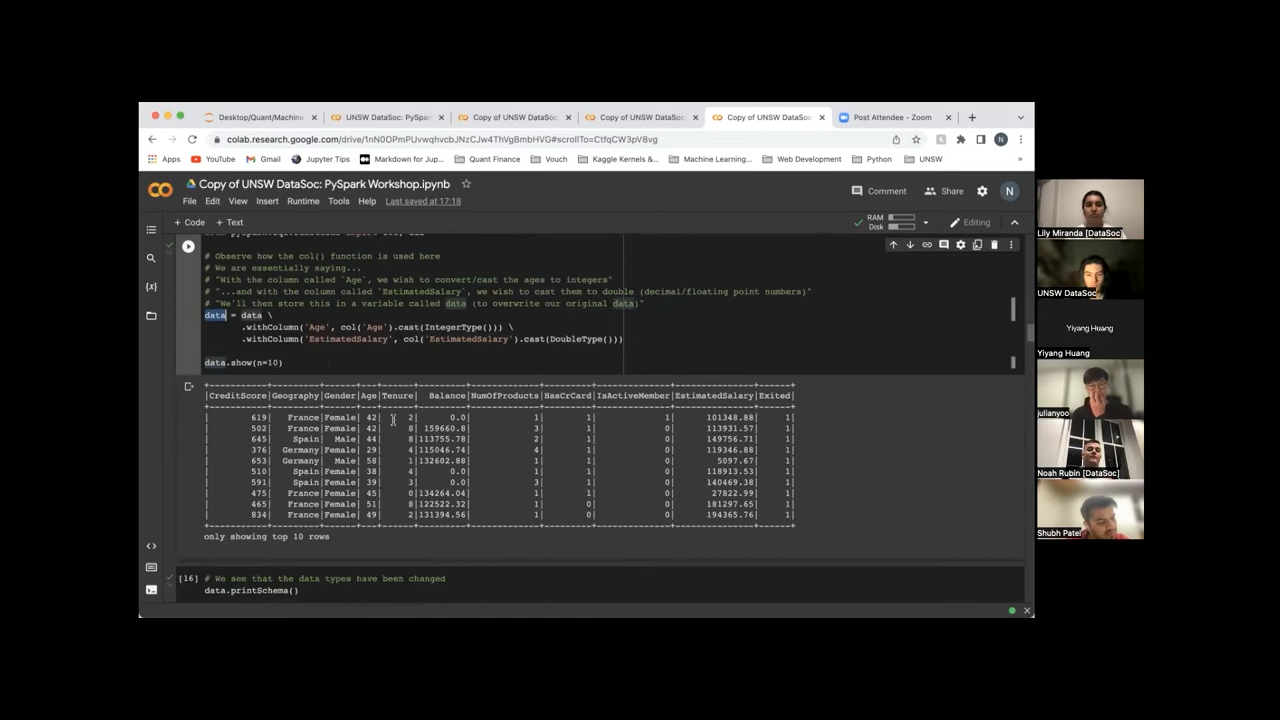 Desktop/Quant/Machine
UNSW DataSoc: PySpar
Copy of UNSW DataSoc:
Copy of UNSW DataSoc:
Copy of UNSW DataSoc:
Post Attendee - Zoom
colab.research.google.com/drive/1nN0OPmPUvwqhvcbJNzCJw4ThVgBmbHVG#scrollTo=CtfqCW3pV8vg
Apps
YouTube
Gmail
Jupyter Tips
Markdown for Jup...
Quant Finance
Vouch
Kaggle Kernels &...
Machine Learning...
Web Development
Python
UNSW
»
Copy of UNSW DataSoc: PySpark Workshop.ipynb
Comment
Share
N
File Edit View Insert Runtime Tools Help Last saved at 17:18
+ Code + Text
RAM
Disk
Editing
# Observe how the col() function is used here
# We are essentially saying...
# "With the column called `Age`, we wish to convert/cast the ages to integers"
# "...and with the column called `EstimatedSalary`, we wish to cast them to double (decimal/floating point numbers)"
# "We'll then store this in a variable called data (to overwrite our original data)"
data = data \
.withColumn('Age', col('Age').cast(IntegerType())) \
.withColumn('EstimatedSalary', col('EstimatedSalary').cast(DoubleType()))
data.show(n=10)
+-----------+---------+------+---+------+---------+-------------+---------+--------------+---------------+------+
|CreditScore|Geography|Gender|Age|Tenure| Balance|NumOfProducts|HasCrCard|IsActiveMember|EstimatedSalary|Exited|
+-----------+---------+------+---+------+---------+-------------+---------+--------------+---------------+------+
| 619| France|Female| 42| 2| 0.0| 1| 1| 1| 101348.88| 1|
| 502| France|Female| 42| 8| 159660.8| 3| 1| 0| 113931.57| 1|
| 645| Spain| Male| 44| 8|113755.78| 2| 1| 0| 149756.71| 1|
| 376| Germany|Female| 29| 4|115046.74| 4| 1| 0| 119346.88| 1|
| 653| Germany| Male| 58| 1|132602.88| 1| 1| 0| 5097.67| 1|
| 510| Spain|Female| 38| 4| 0.0| 1| 1| 0| 118913.53| 1|
| 591| Spain|Female| 39| 3| 0.0| 3| 1| 0| 140469.38| 1|
| 475| France|Female| 45| 0|134264.04| 1| 1| 0| 27822.99| 1|
| 465| France|Female| 51| 8|122522.32| 1| 0| 0| 181297.65| 1|
| 834| France|Female| 49| 2|131394.56| 1| 0| 0| 194365.76| 1|
+-----------+---------+------+---+------+---------+-------------+---------+--------------+---------------+------+
only showing top 10 rows
[16] # We see that the data types have been changed
data.printSchema()
Lily Miranda [DataSoc]
UNSW DataSoc
Yiyang Huang
Yiyang Huang
julianyoo
Noah Rubin [DataSoc]
Shubh Patel